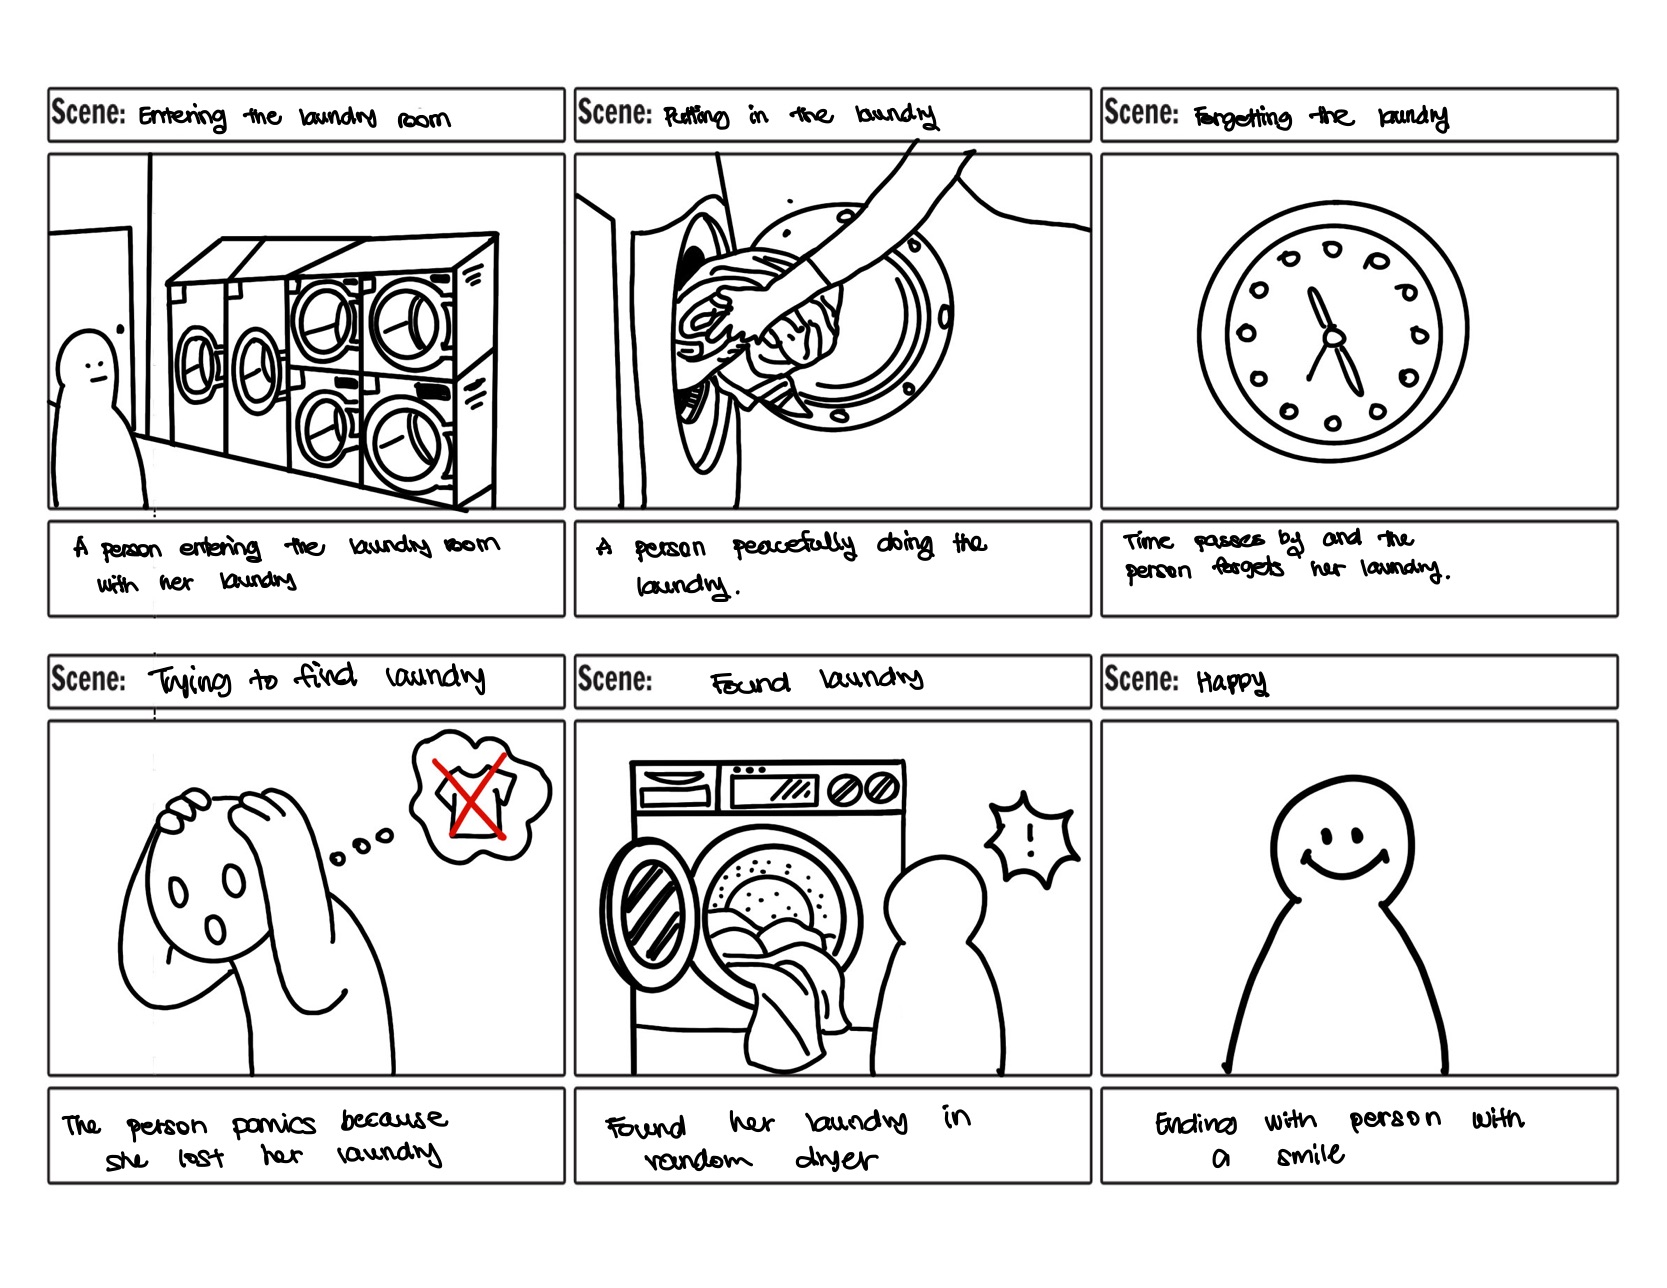 Scene: Entering the laundry room
Scene: Putting in the laundry
Scene: Forgetting the laundry
A person entering the laundry room
with her laundry
A person peacefully doing the
laundry.
Time passes by and the
person forgets her laundry.
Scene: Trying to find laundry
Scene: Found laundry
Scene: Happy
!
The person panics because
she lost her laundry
Found her laundry in
random dryer
Ending with person with
a smile